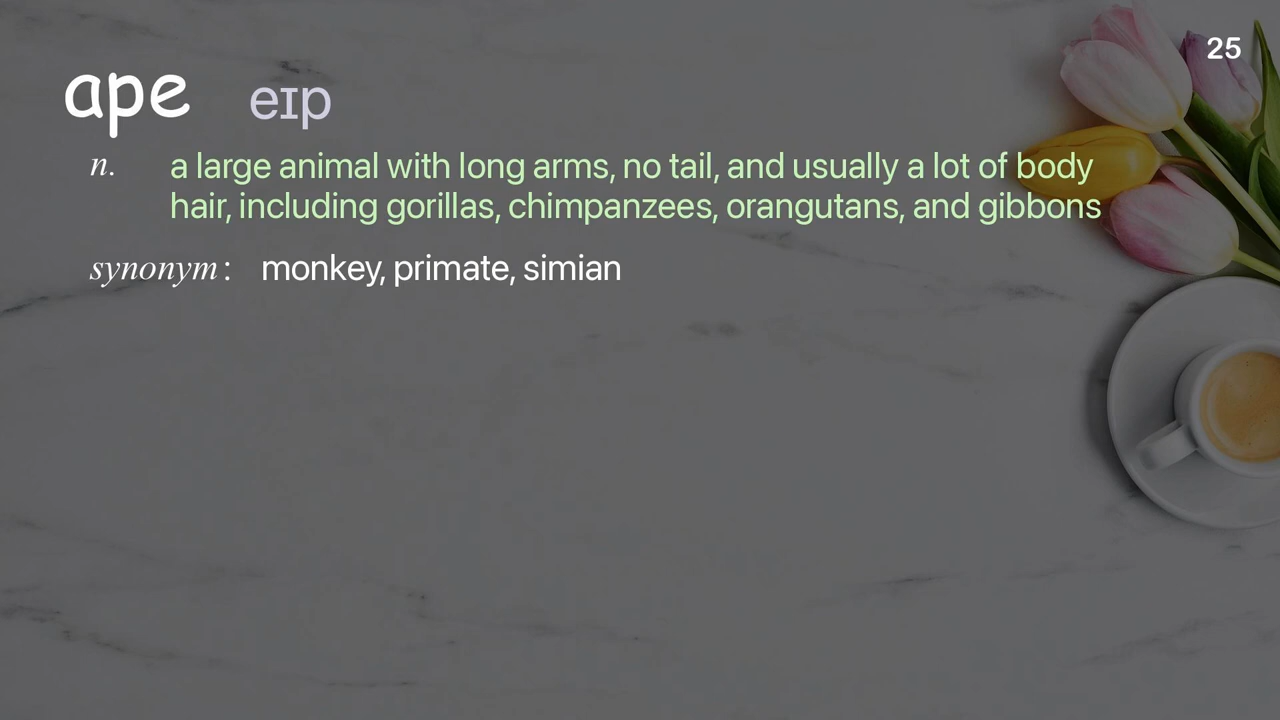 25
ape eɪp
n. a large animal with long arms, no tail, and usually a lot of body
hair, including gorillas, chimpanzees, orangutans, and gibbons
synonym : monkey, primate, simian